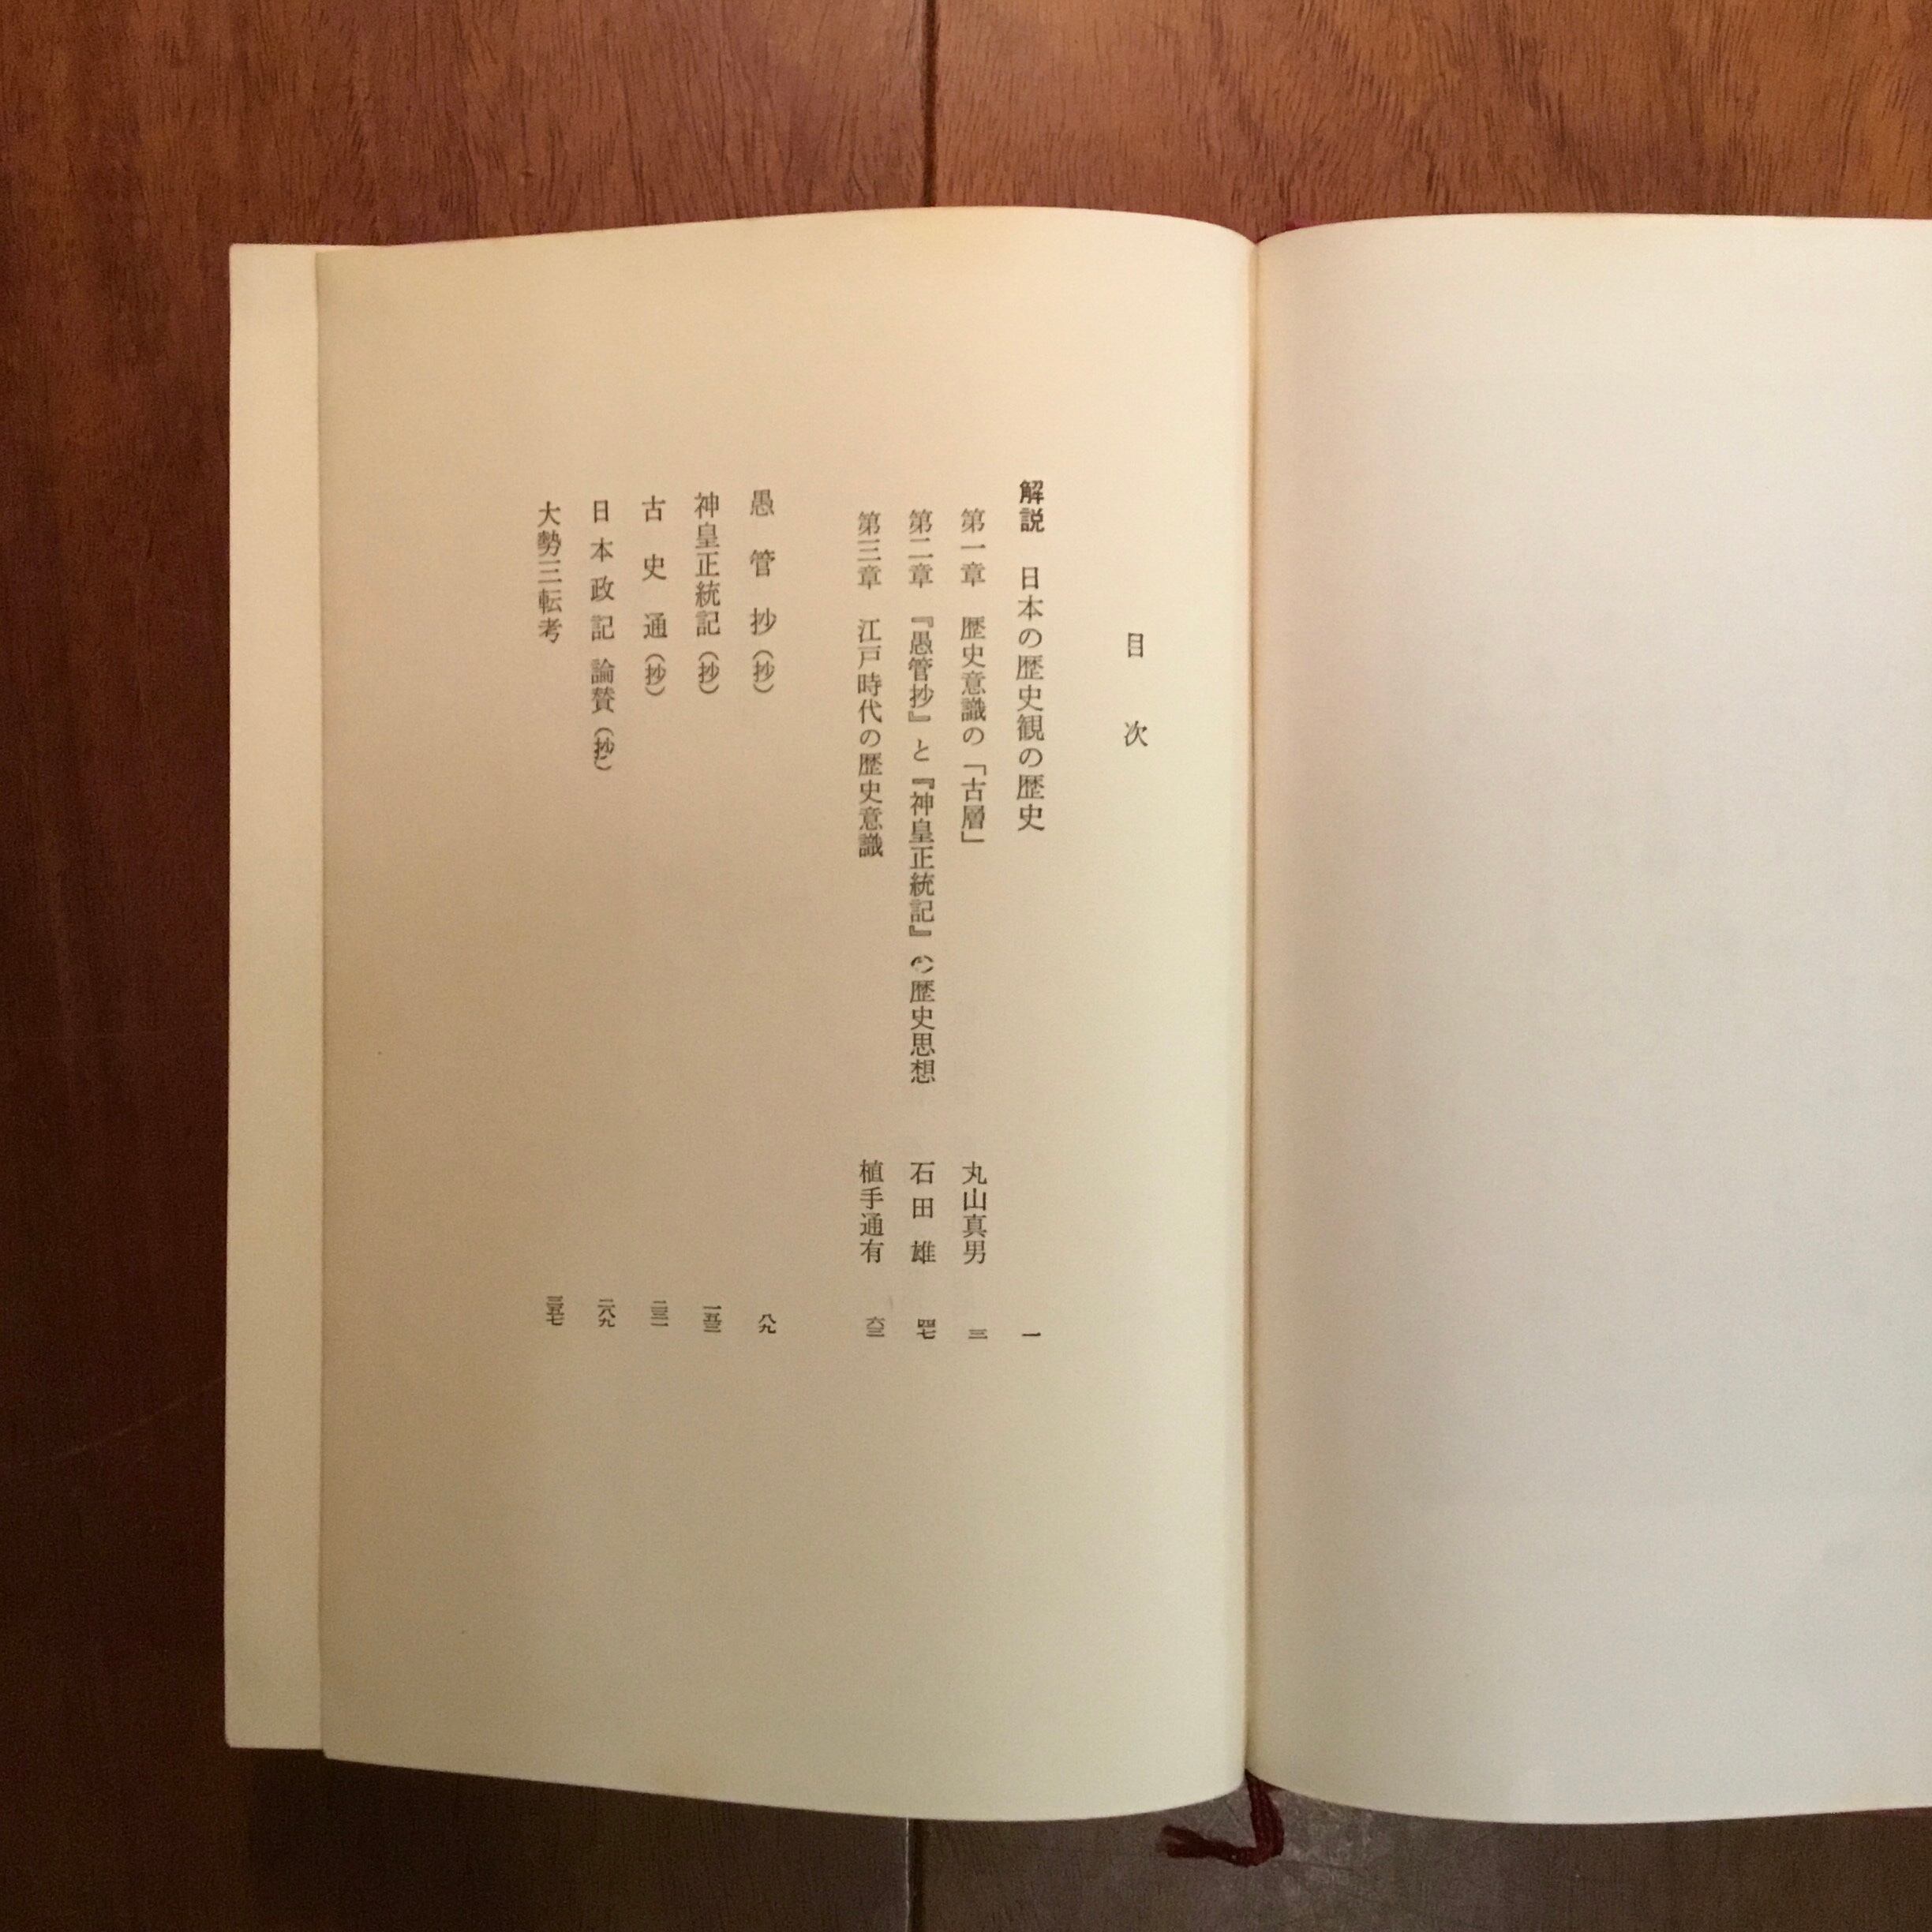 目次
解説　日本の歴史観の歴史　一
第一章　歴史意識の「古層」　丸山真男　三
第二章　『愚管抄』と『神皇正統記』の歴史思想　石田雄　四七
第三章　江戸時代の歴史意識　植手通有　六三
愚管抄（抄）　八九
神皇正統記（抄）　一五三
古史通（抄）　二三一
日本政記論賛（抄）　二八九
大勢三転考　三五七